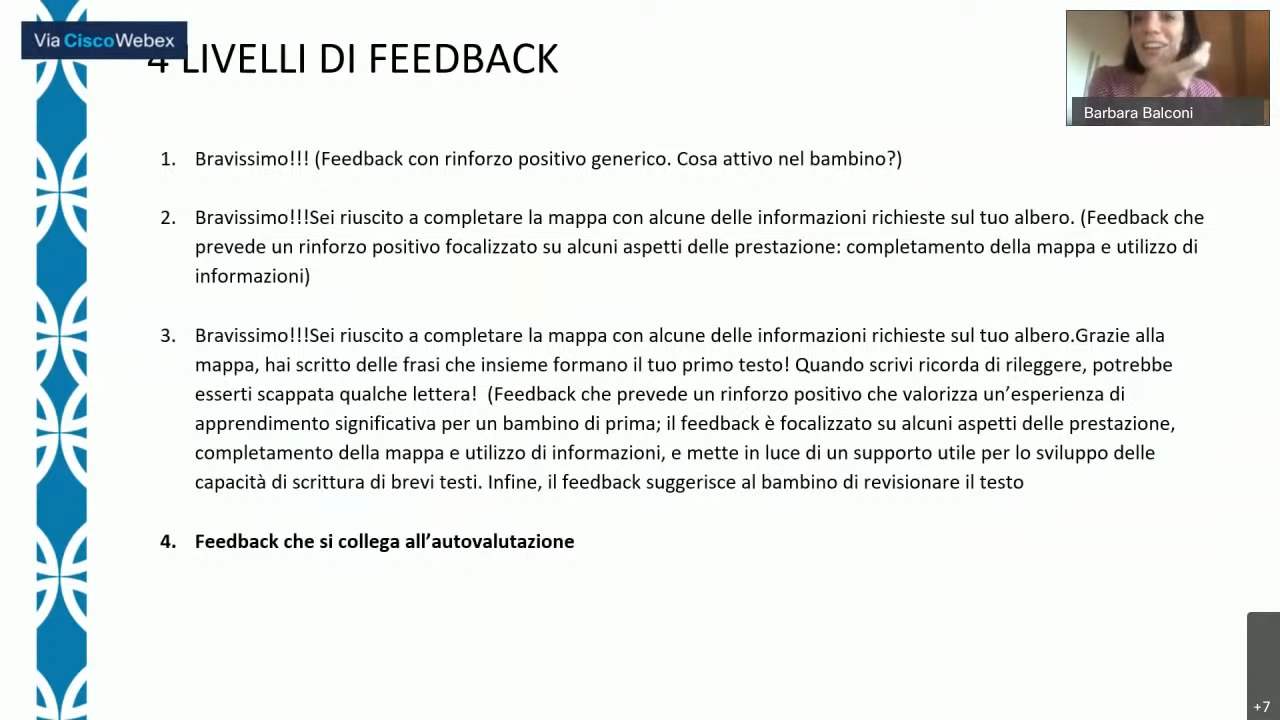 Via CiscoWebex
4 LIVELLI DI FEEDBACK
Barbara Balconi
1. Bravissimo!!! (Feedback con rinforzo positivo generico. Cosa attivo nel bambino?)
2. Bravissimo!!!Sei riuscito a completare la mappa con alcune delle informazioni richieste sul tuo albero. (Feedback che
prevede un rinforzo positivo focalizzato su alcuni aspetti delle prestazione: completamento della mappa e utilizzo di
informazioni)
3. Bravissimo!!!Sei riuscito a completare la mappa con alcune delle informazioni richieste sul tuo albero.Grazie alla
mappa, hai scritto delle frasi che insieme formano il tuo primo testo! Quando scrivi ricorda di rileggere, potrebbe
esserti scappata qualche lettera! (Feedback che prevede un rinforzo positivo che valorizza un’esperienza di
apprendimento significativa per un bambino di prima; il feedback è focalizzato su alcuni aspetti delle prestazione,
completamento della mappa e utilizzo di informazioni, e mette in luce di un supporto utile per lo sviluppo delle
capacità di scrittura di brevi testi. Infine, il feedback suggerisce al bambino di revisionare il testo
4. Feedback che si collega all’autovalutazione
+7